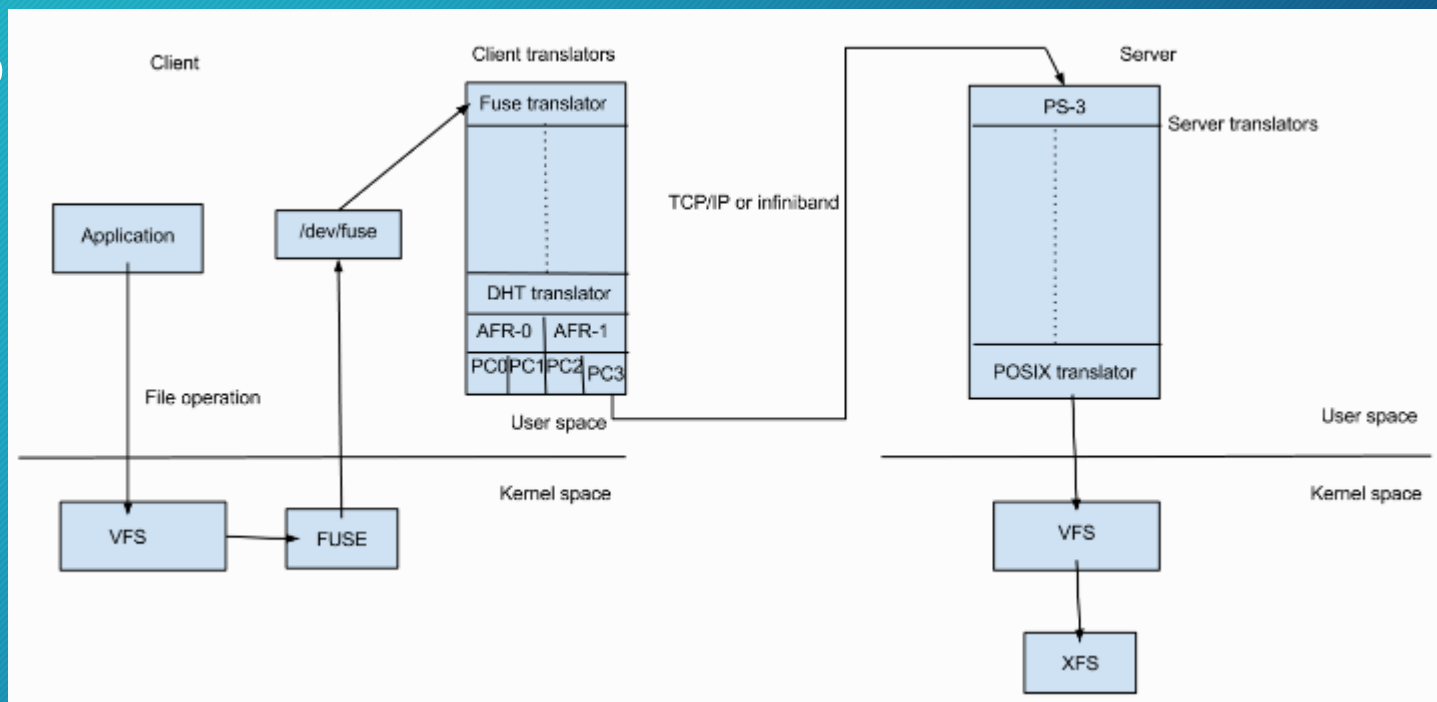 Client
Client translators
Server
Fuse translator
PS-3
Server translators
TCP/IP or infiniband
Application
/dev/fuse
DHT translator
AFR-0
AFR-1
PC0
PC1
PC2
PC3
POSIX translator
File operation
User space
User space
Kernel space
Kernel space
VFS
FUSE
VFS
XFS